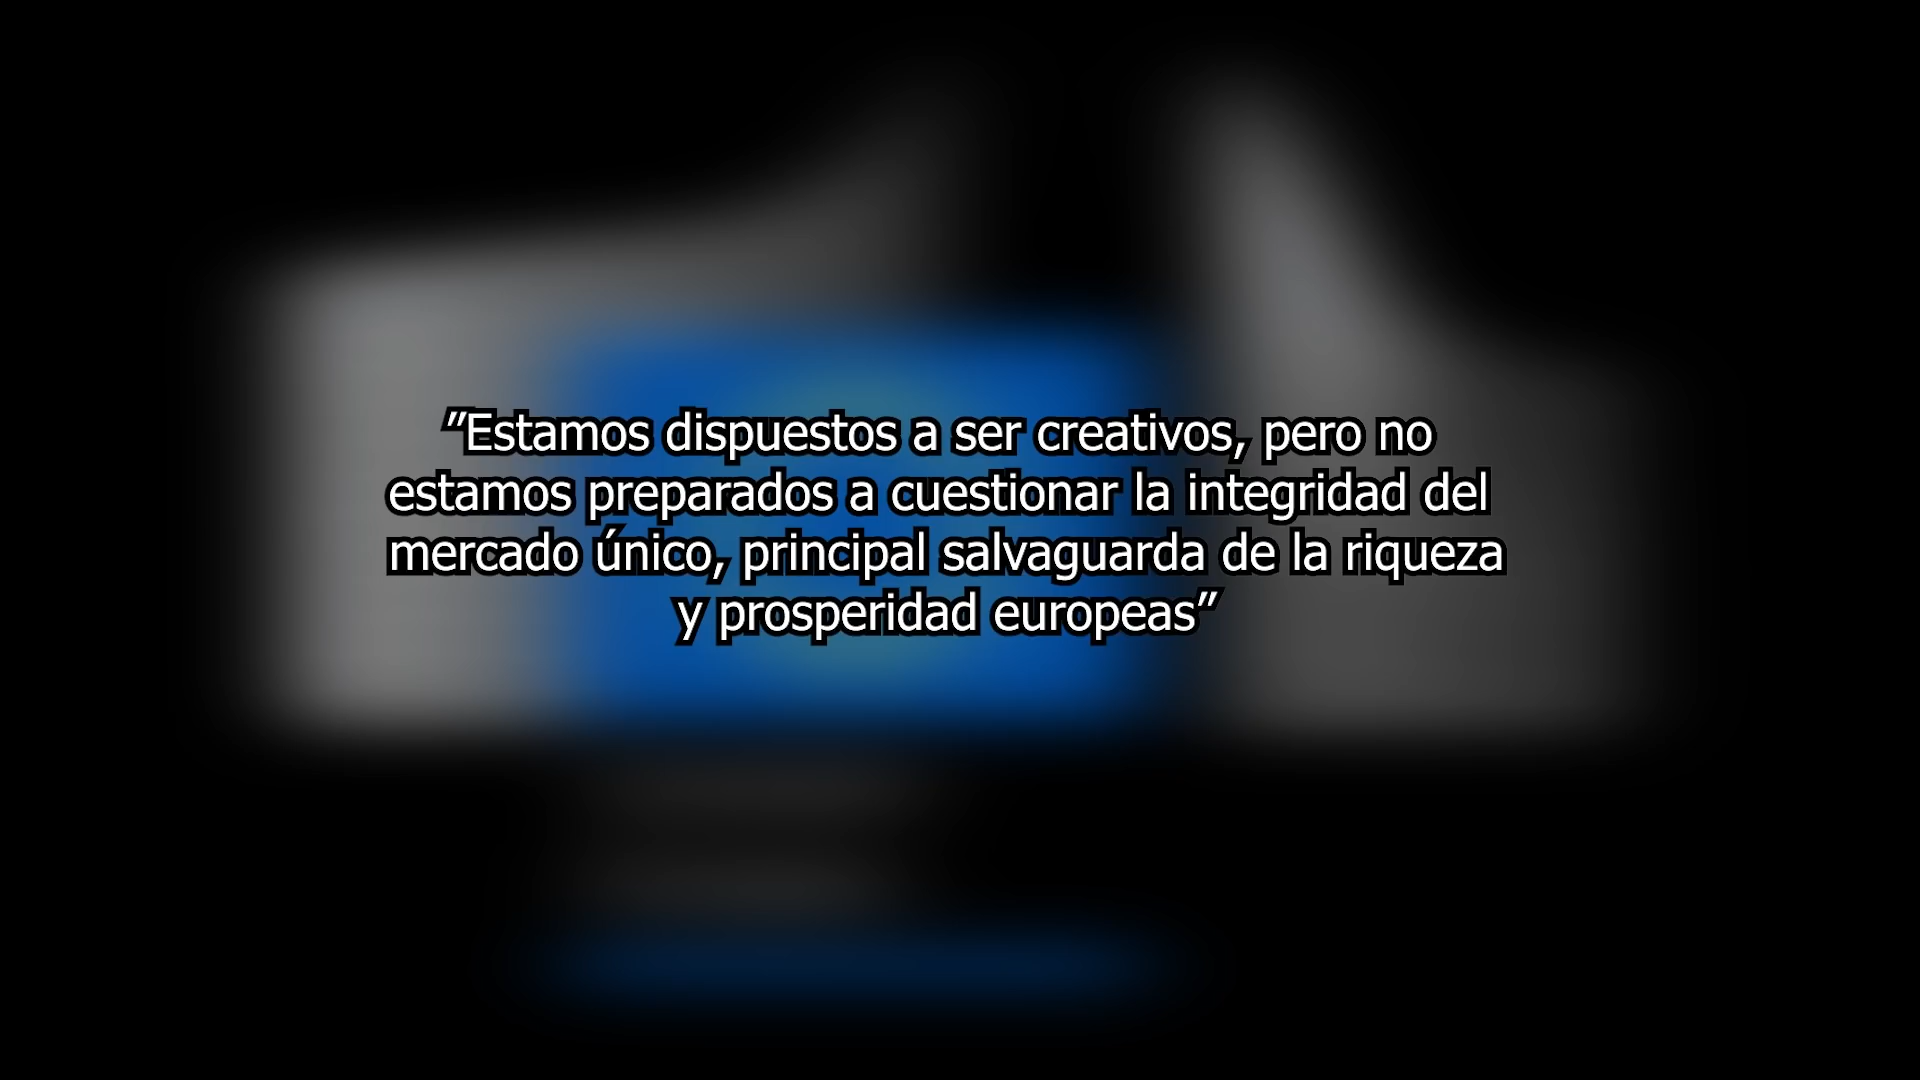 ”Estamos dispuestos a ser creativos, pero no
estamos preparados a cuestionar la integridad del
mercado único, principal salvaguarda de la riqueza
y prosperidad europeas”